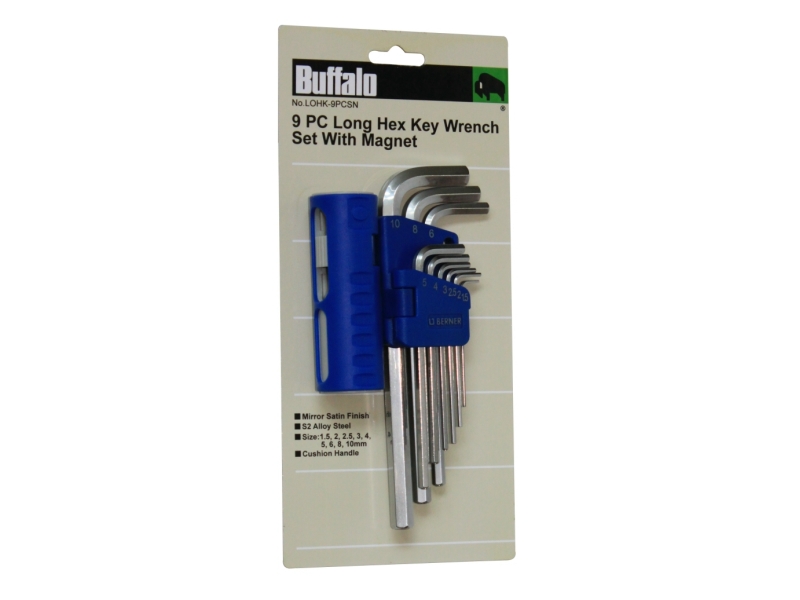 Buffalo
No.LOHK-9PCSN
®
9 PC Long Hex Key Wrench
Set With Magnet
10 8 6
5 4 3 2.5 2 1.5
BERNER
■ Mirror Satin Finish
■ S2 Alloy Steel
■ Size:1.5, 2, 2.5, 3, 4,
5, 6, 8, 10mm
■ Cushion Handle